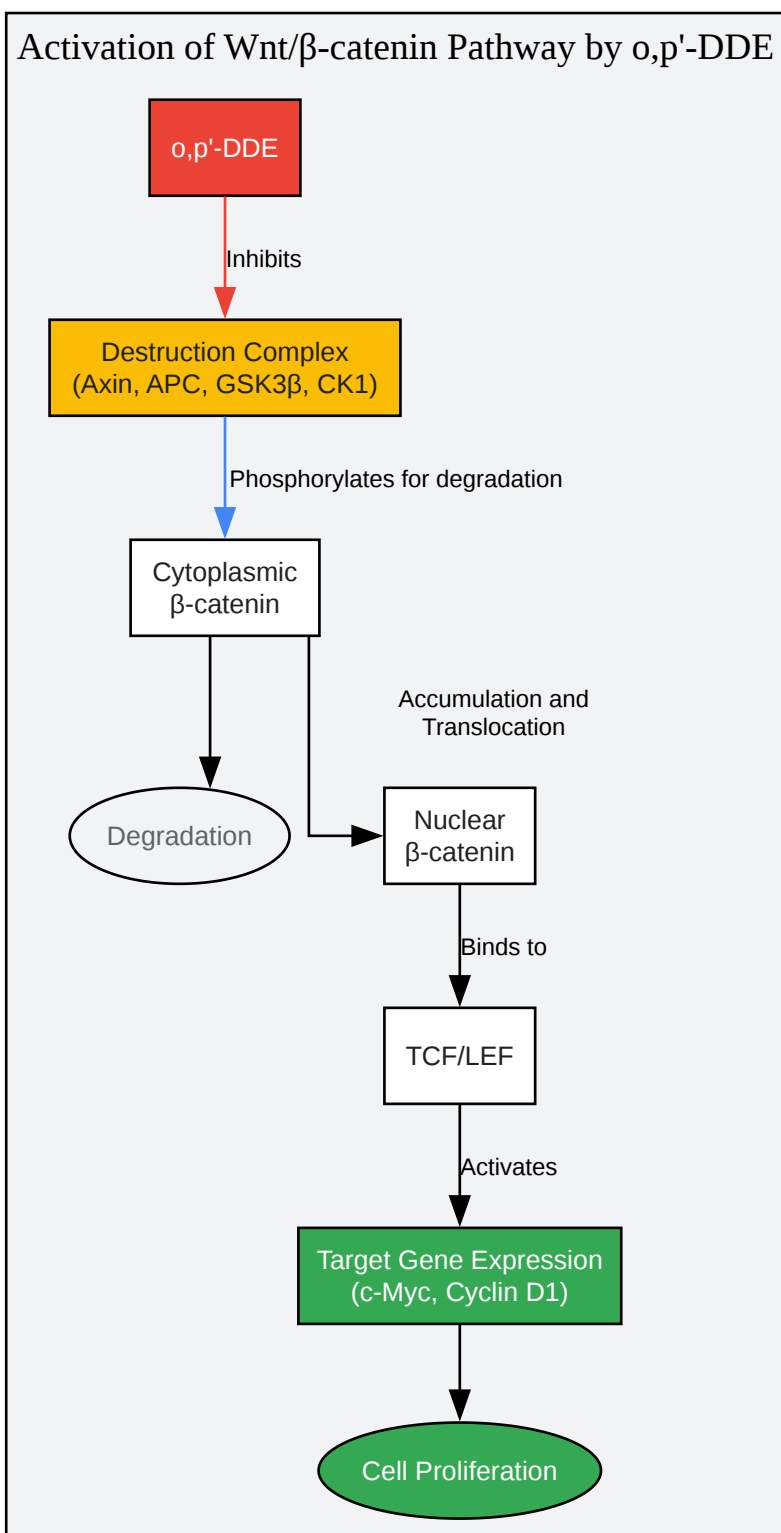 Activation of Wnt/β-catenin Pathway by o,p'-DDE
o,p'-DDE
Inhibits
Destruction Complex
(Axin, APC, GSK3β, CK1)
Phosphorylates for degradation
Cytoplasmic
β-catenin
Accumulation and
Translocation
Degradation
Nuclear
β-catenin
Binds to
TCF/LEF
Activates
Target Gene Expression
(c-Myc, Cyclin D1)
Cell Proliferation